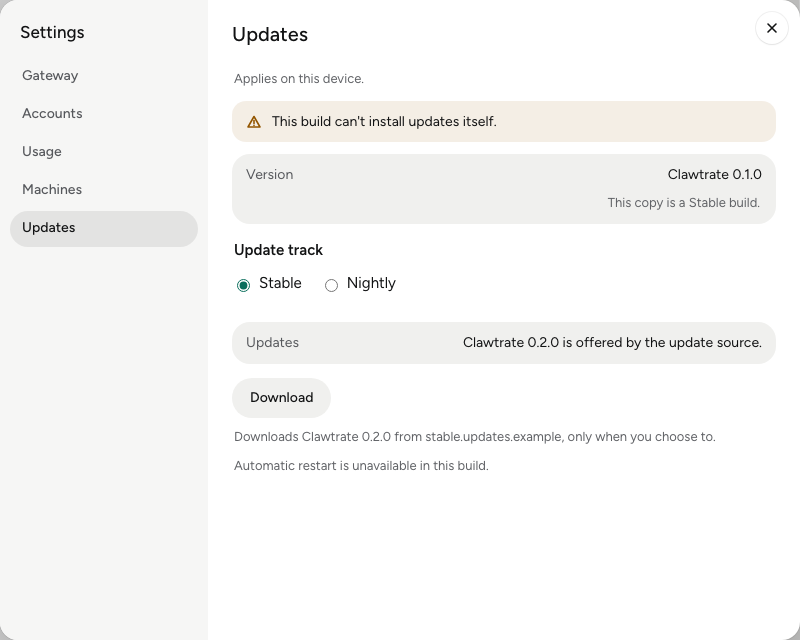 Settings
Gateway
Accounts
Usage
Machines
Updates
Updates
Applies on this device.
This build can't install updates itself.
Version
Clawtrate 0.1.0
This copy is a Stable build.
Update track
Stable
Nightly
Updates
Clawtrate 0.2.0 is offered by the update source.
Download
Downloads Clawtrate 0.2.0 from stable.updates.example, only when you choose to.
Automatic restart is unavailable in this build.